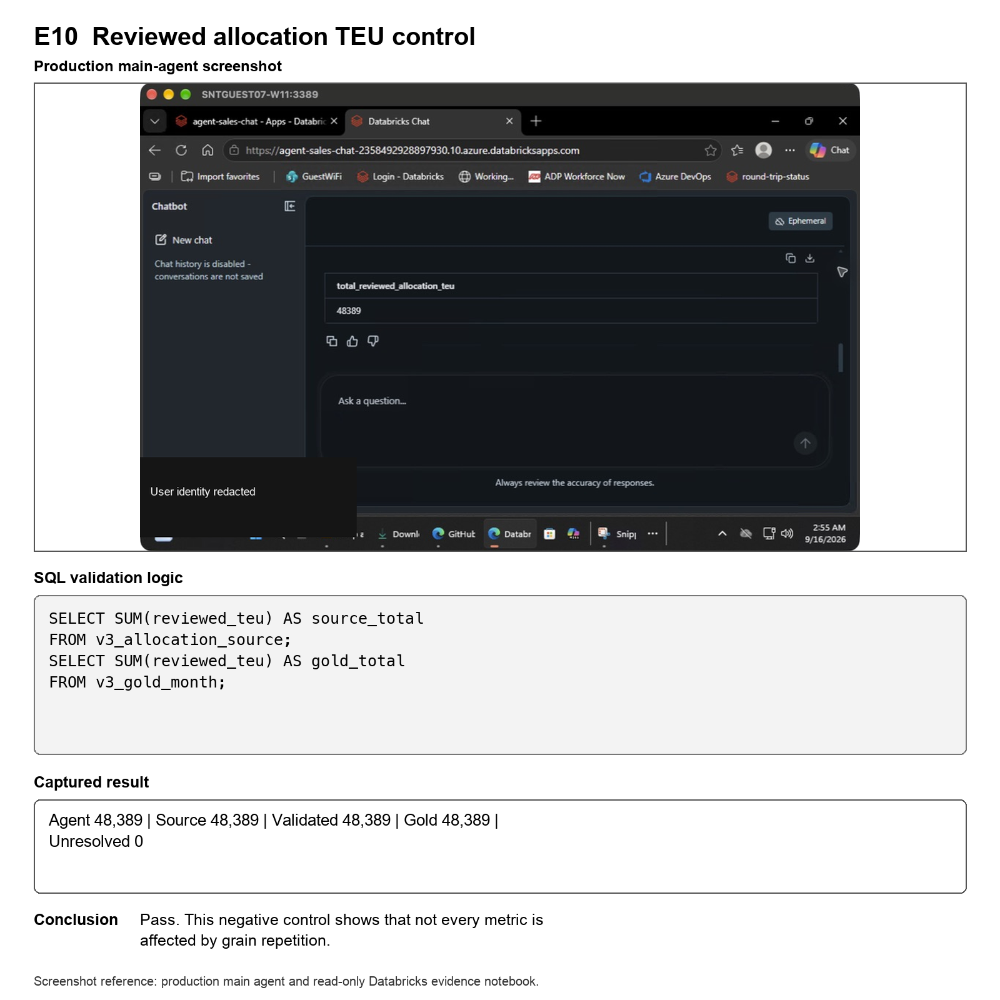 E10  Reviewed allocation TEU control
Production main-agent screenshot
SNTGUEST07-W11:3389
agent-sales-chat - Apps - Databric
Databricks Chat
https://agent-sales-chat-2358492928897930.10.azure.databricksapps.com
Chat
Import favorites
GuestWiFi
Login - Databricks
Working...
ADP Workforce Now
Azure DevOps
round-trip-status
Chatbot
New chat
Chat history is disabled -
conversations are not saved
Ephemeral
total_reviewed_allocation_teu
48389
Ask a question...
Always review the accuracy of responses.
User identity redacted
Downl
GitHub
Databr
Snip
2:55 AM
9/16/2026
SQL validation logic
SELECT SUM(reviewed_teu) AS source_total
FROM v3_allocation_source;
SELECT SUM(reviewed_teu) AS gold_total
FROM v3_gold_month;
Captured result
Agent 48,389 | Source 48,389 | Validated 48,389 | Gold 48,389 |
Unresolved 0
Conclusion
Pass. This negative control shows that not every metric is
affected by grain repetition.
Screenshot reference: production main agent and read-only Databricks evidence notebook.